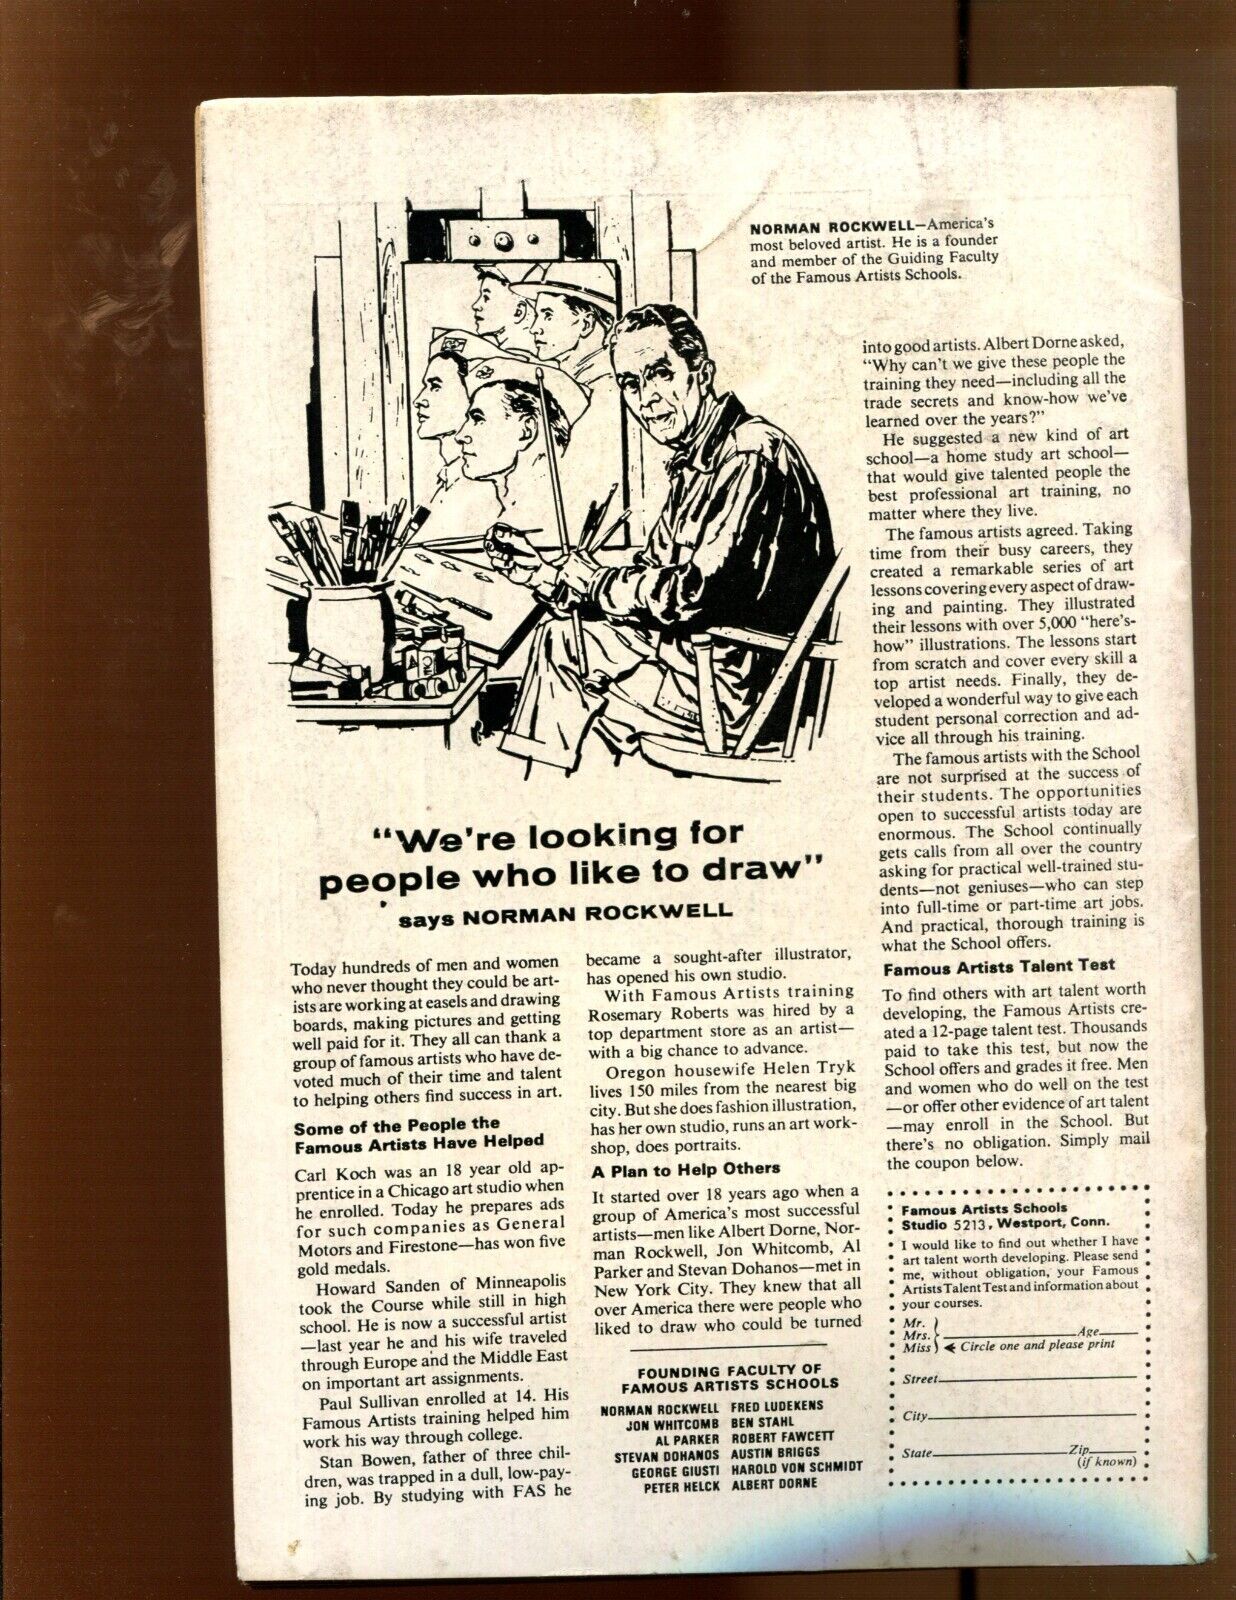 NORMAN ROCKWELL—America's
most beloved artist. He is a founder
and member of the Guiding Faculty
of the Famous Artists Schools.
"We're looking for
people who like to draw"
says NORMAN ROCKWELL
Today hundreds of men and women
who never thought they could be art-
ists are working at easels and drawing
boards, making pictures and getting
well paid for it. They all can thank a
group of famous artists who have de-
voted much of their time and talent
to helping others find success in art.
Some of the People the
Famous Artists Have Helped
Carl Koch was an 18 year old ap-
prentice in a Chicago art studio when
he enrolled. Today he prepares ads
for such companies as General
Motors and Firestone—has won five
gold medals.
Howard Sanden of Minneapolis
took the Course while still in high
school. He is now a successful artist
—last year he and his wife traveled
through Europe and the Middle East
on important art assignments.
Paul Sullivan enrolled at 14. His
Famous Artists training helped him
work his way through college.
Stan Bowen, father of three chil-
dren, was trapped in a dull, low-pay-
ing job. By studying with FAS he
became a sought-after illustrator,
has opened his own studio.
With Famous Artists training
Rosemary Roberts was hired by a
top department store as an artist—
with a big chance to advance.
Oregon housewife Helen Tryk
lives 150 miles from the nearest big
city. But she does fashion illustration,
has her own studio, runs an art work-
shop, does portraits.
A Plan to Help Others
It started over 18 years ago when a
group of America's most successful
artists—men like Albert Dorne, Nor-
man Rockwell, Jon Whitcomb, Al
Parker and Stevan Dohanos—met in
New York City. They knew that all
over America there were people who
liked to draw who could be turned
FOUNDING FACULTY OF
FAMOUS ARTISTS SCHOOLS
NORMAN ROCKWELL FRED LUDEKENS
JON WHITCOMB BEN STAHL
AL PARKER ROBERT FAWCETT
STEVAN DOHANOS AUSTIN BRIGGS
GEORGE GIUSTI HAROLD VON SCHMIDT
PETER HELCK ALBERT DORNE
into good artists. Albert Dorne asked,
"Why can't we give these people the
training they need—including all the
trade secrets and know-how we've
learned over the years?"
He suggested a new kind of art
school—a home study art school—
that would give talented people the
best professional art training, no
matter where they live.
The famous artists agreed. Taking
time from their busy careers, they
created a remarkable series of art
lessons covering every aspect of draw-
ing and painting. They illustrated
their lessons with over 5,000 "here's-
how" illustrations. The lessons start
from scratch and cover every skill a
top artist needs. Finally, they de-
veloped a wonderful way to give each
student personal correction and ad-
vice all through his training.
The famous artists with the School
are not surprised at the success of
their students. The opportunities
open to successful artists today are
enormous. The School continually
gets calls from all over the country
asking for practical well-trained stu-
dents—not geniuses—who can step
into full-time or part-time art jobs.
And practical, thorough training is
what the School offers.
Famous Artists Talent Test
To find others with art talent worth
developing, the Famous Artists cre-
ated a 12-page talent test. Thousands
paid to take this test, but now the
School offers and grades it free. Men
and women who do well on the test
—or offer other evidence of art talent
—may enroll in the School. But
there's no obligation. Simply mail
the coupon below.
Famous Artists Schools
Studio 5213, Westport, Conn.
I would like to find out whether I have
art talent worth developing. Please send
me, without obligation, your Famous
Artists Talent Test and information about
your courses.
Mr.
Mrs. Age
Miss Circle one and please print
Street
City
State Zip
(if known)